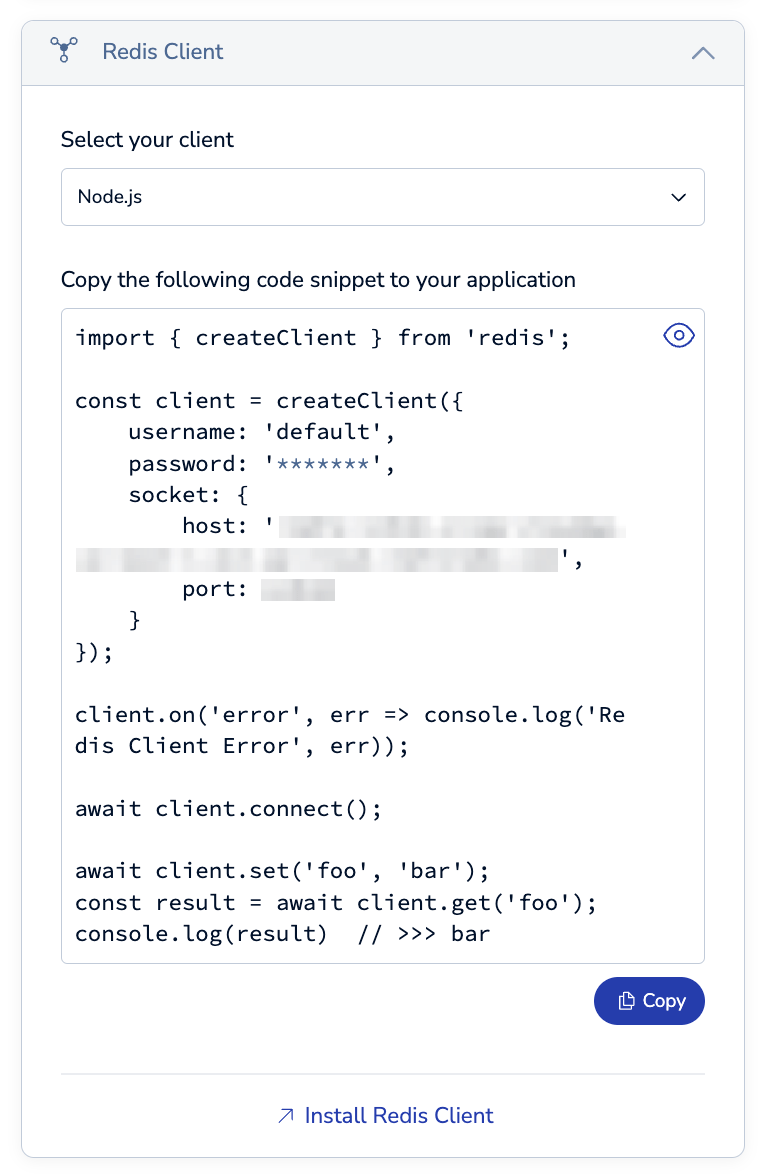 Redis Client
Select your client
Node.js
Copy the following code snippet to your application
import { createClient } from 'redis';
const client = createClient({
    username: 'default',
    password: '*******',
    socket: {
        host: '
',
        port:
    }
});
client.on('error', err => console.log('Re
dis Client Error', err));
await client.connect();
await client.set('foo', 'bar');
const result = await client.get('foo');
console.log(result)  // >>> bar
Copy
Install Redis Client